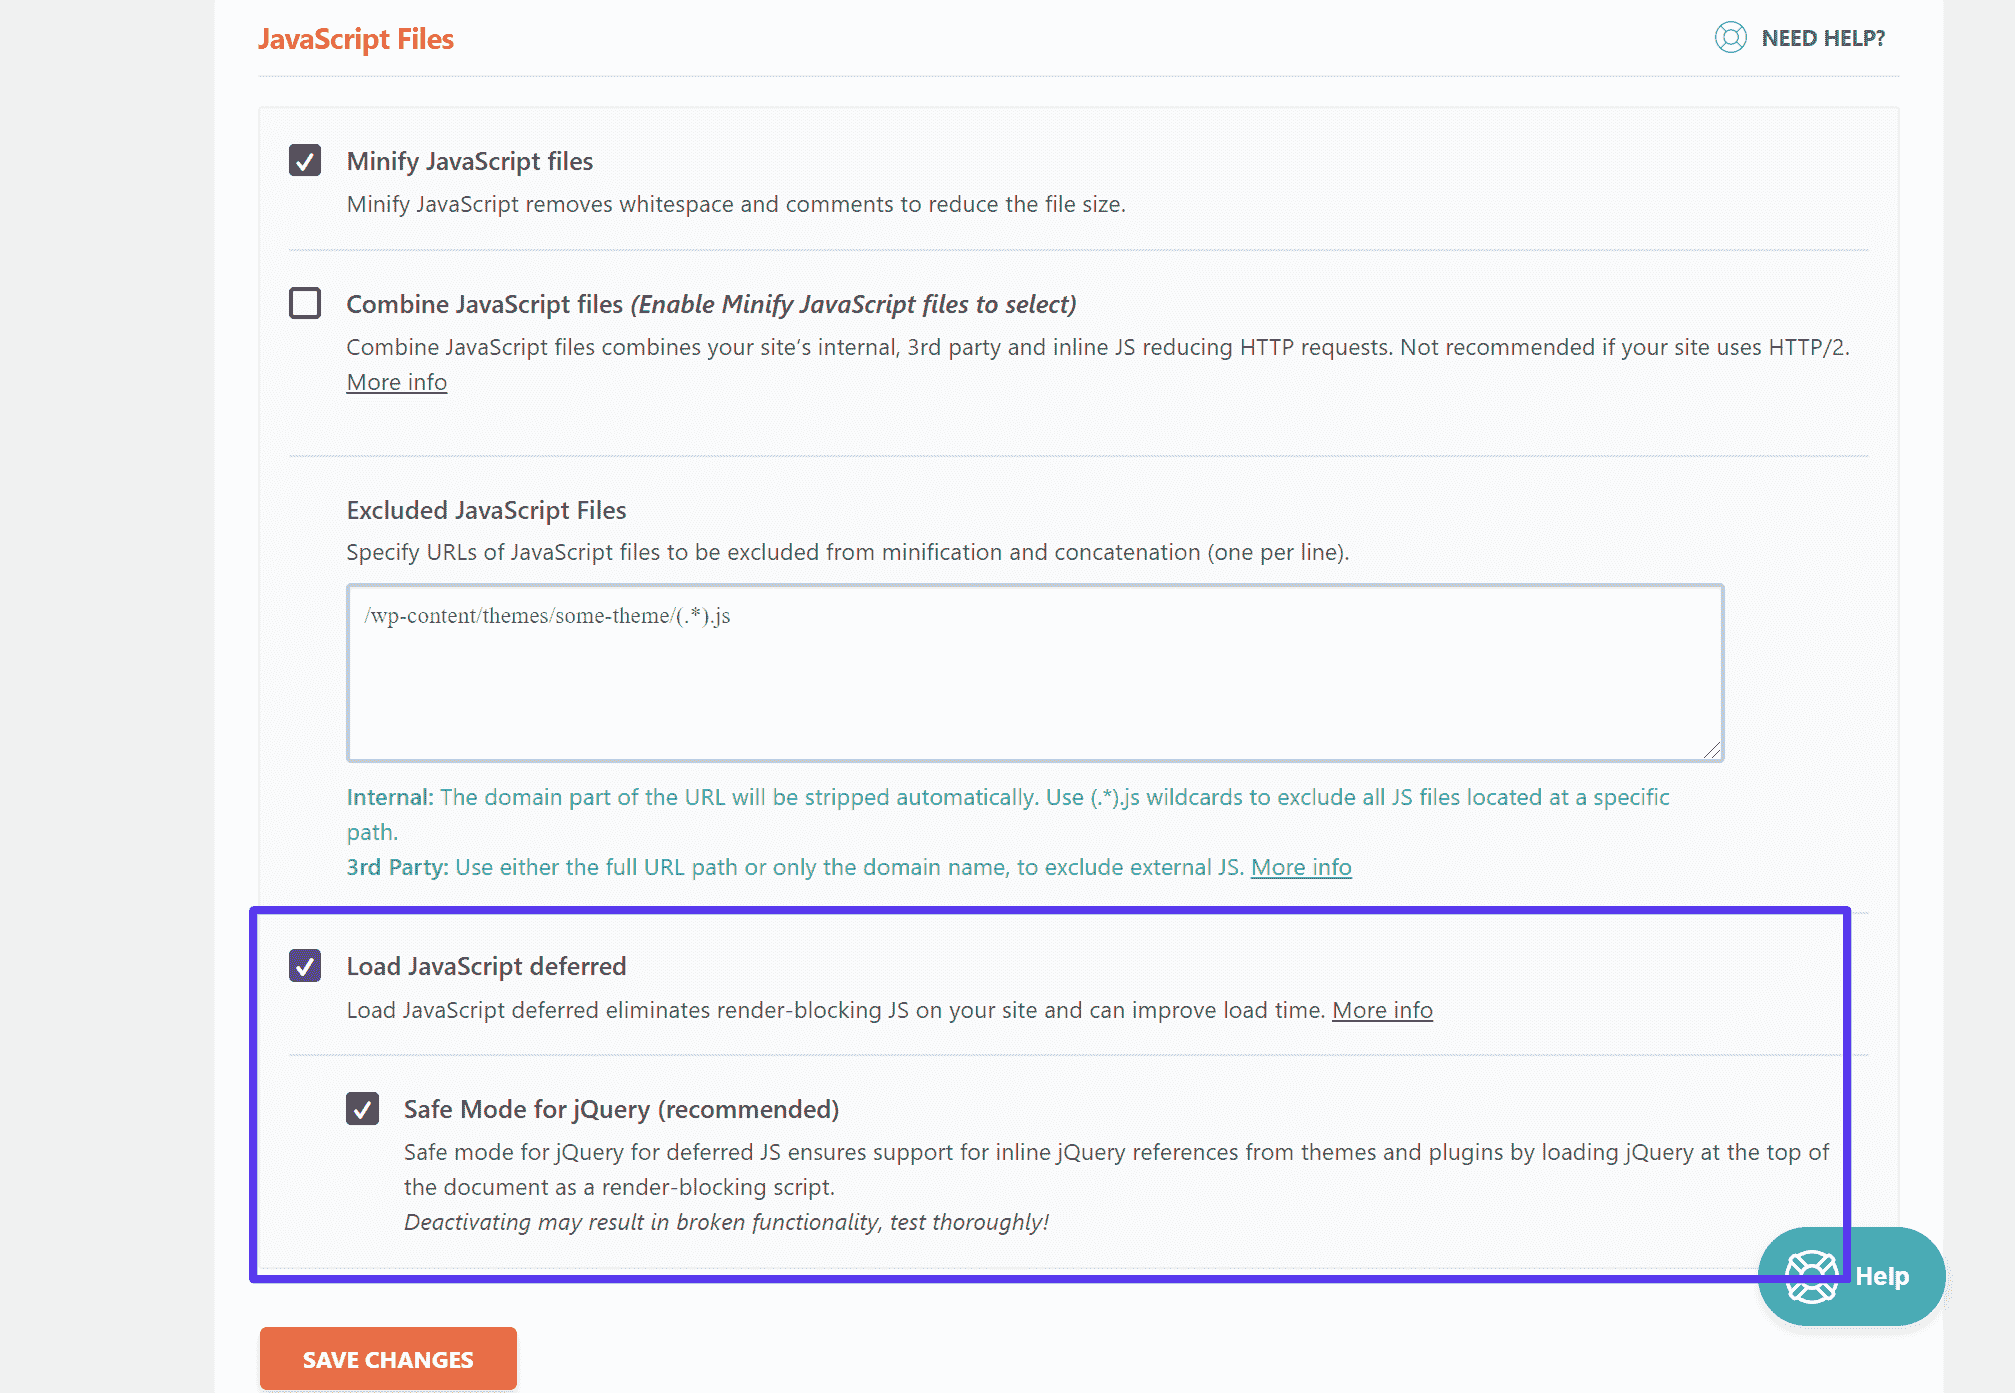 JavaScript Files
NEED HELP?
Minify JavaScript files
Minify JavaScript removes whitespace and comments to reduce the file size.
Combine JavaScript files (Enable Minify JavaScript files to select)
Combine JavaScript files combines your site's internal, 3rd party and inline JS reducing HTTP requests. Not recommended if your site uses HTTP/2.
More info
Excluded JavaScript Files
Specify URLs of JavaScript files to be excluded from minification and concatenation (one per line).
/wp-content/themes/some-theme/(.*).js
Internal: The domain part of the URL will be stripped automatically. Use (.*).js wildcards to exclude all JS files located at a specific
path.
3rd Party: Use either the full URL path or only the domain name, to exclude external JS. More info
Load JavaScript deferred
Load JavaScript deferred eliminates render-blocking JS on your site and can improve load time. More info
Safe Mode for jQuery (recommended)
Safe mode for jQuery for deferred JS ensures support for inline jQuery references from themes and plugins by loading jQuery at the top of
the document as a render-blocking script.
Deactivating may result in broken functionality, test thoroughly!
Help
SAVE CHANGES